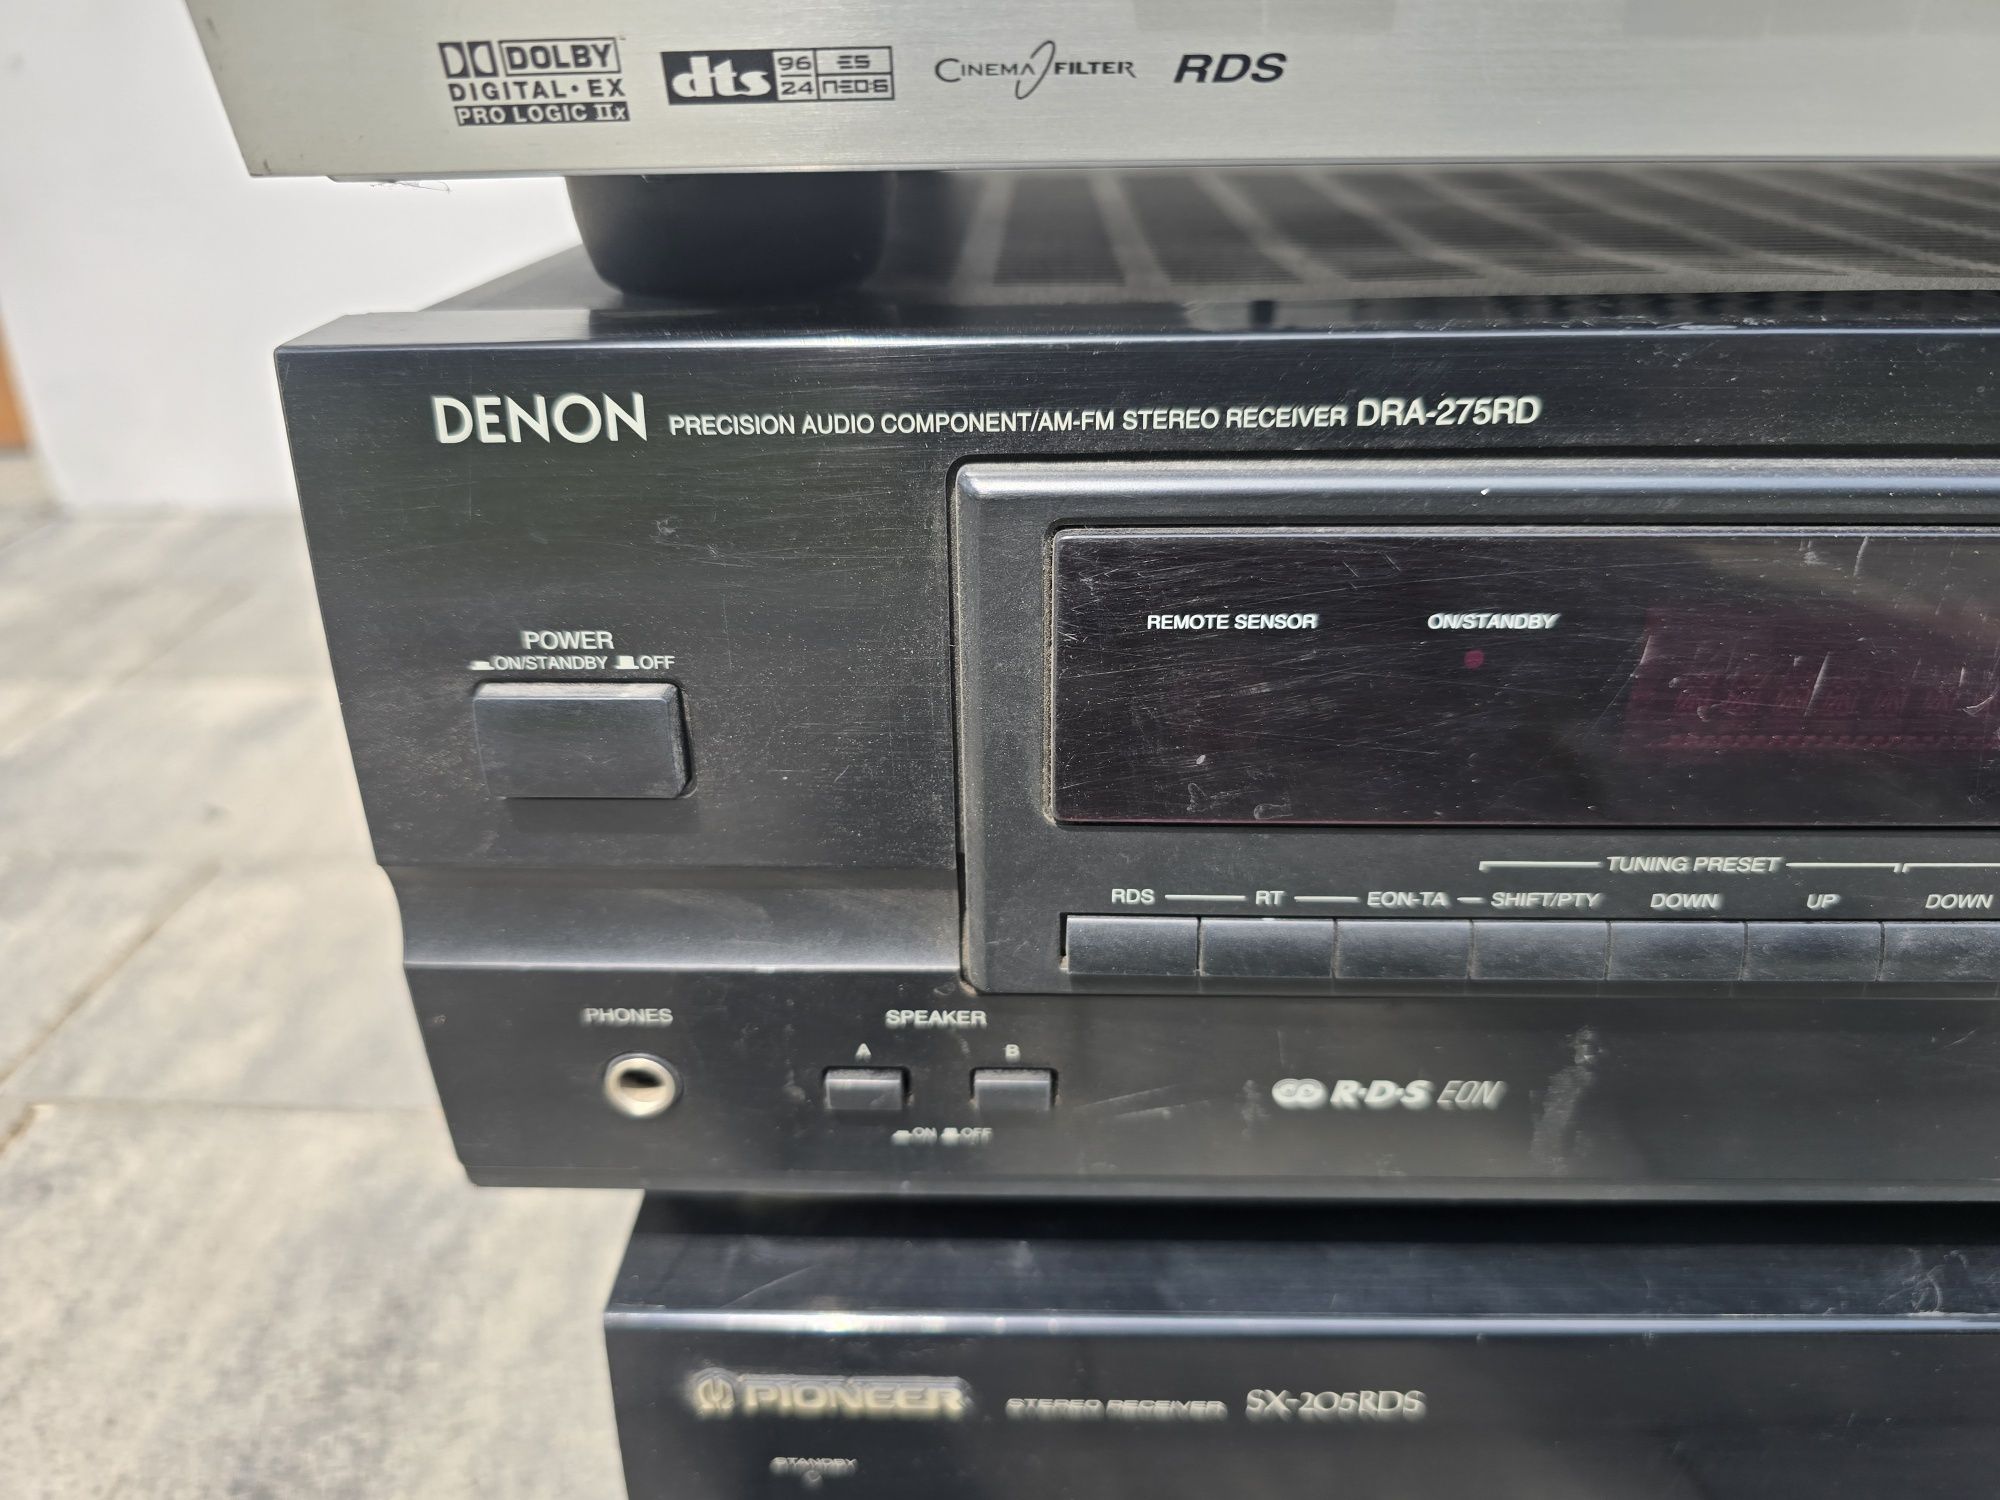 DOLBY
DIGITAL·EX
PRO LOGIC IIx
dts 96 24 ES NEO:6
CINEMA FILTER
RDS
DENON PRECISION AUDIO COMPONENT/AM-FM STEREO RECEIVER DRA-275RD
POWER
ON/STANDBY OFF
REMOTE SENSOR
ON/STANDBY
TUNING PRESET
RDS RT EON-TA SHIFT/PTY DOWN UP DOWN
PHONES
SPEAKER
A B
ON OFF
R·D·S EON
PIONEER STEREO RECEIVER SX-205RDS
STANDBY